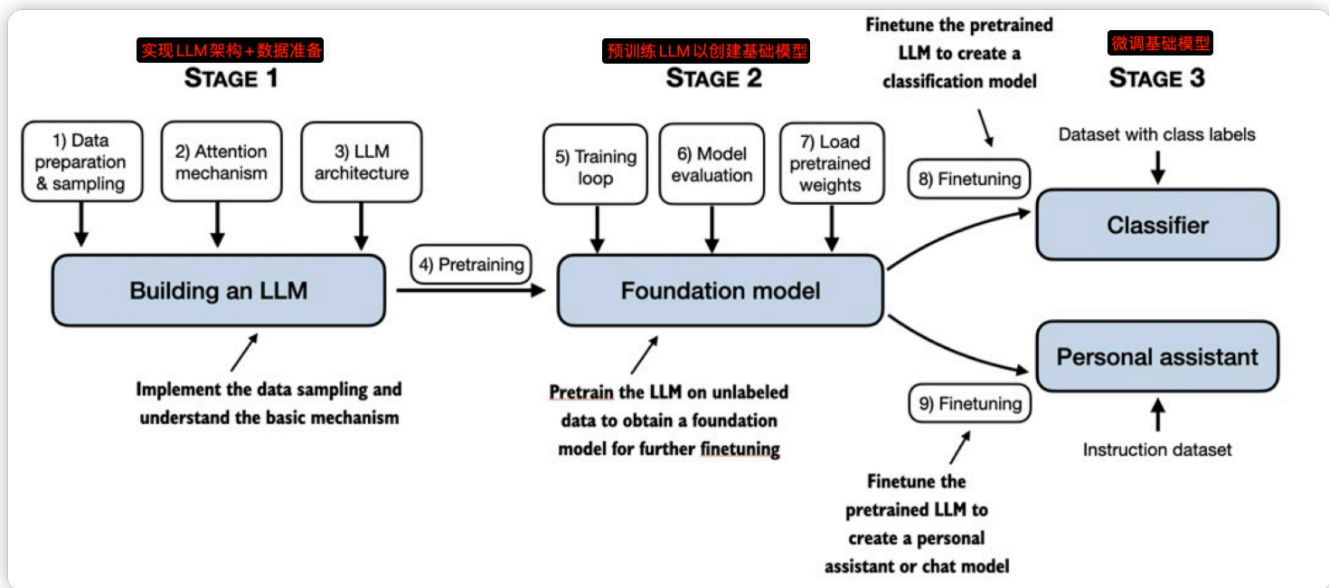 实现LLM架构+数据准备
STAGE 1
1) Data
preparation
& sampling
2) Attention
mechanism
3) LLM
architecture
Building an LLM
Implement the data sampling and
understand the basic mechanism
4) Pretraining
预训练LLM以创建基础模型
STAGE 2
5) Training
loop
6) Model
evaluation
7) Load
pretrained
weights
Foundation model
Pretrain the LLM on unlabeled
data to obtain a foundation
model for further finetuning
Finetune the pretrained
LLM to create a
classification model
微调基础模型
STAGE 3
Dataset with class labels
8) Finetuning
Classifier
Personal assistant
9) Finetuning
Instruction dataset
Finetune the
pretrained LLM to
create a personal
assistant or chat model